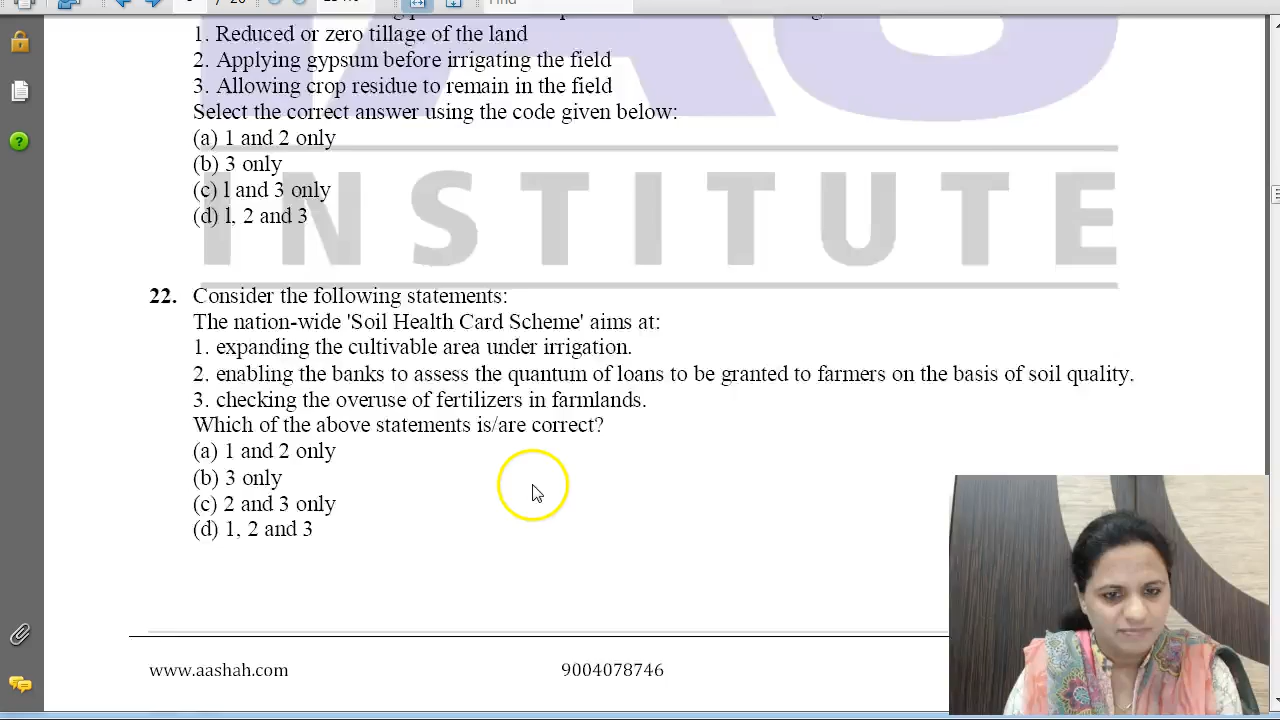 Find
1. Reduced or zero tillage of the land
2. Applying gypsum before irrigating the field
3. Allowing crop residue to remain in the field
Select the correct answer using the code given below:
(a) 1 and 2 only
(b) 3 only
(c) l and 3 only
(d) l, 2 and 3
INSTITUTE
22. Consider the following statements:
The nation-wide 'Soil Health Card Scheme' aims at:
1. expanding the cultivable area under irrigation.
2. enabling the banks to assess the quantum of loans to be granted to farmers on the basis of soil quality.
3. checking the overuse of fertilizers in farmlands.
Which of the above statements is/are correct?
(a) 1 and 2 only
(b) 3 only
(c) 2 and 3 only
(d) 1, 2 and 3
www.aashah.com 9004078746